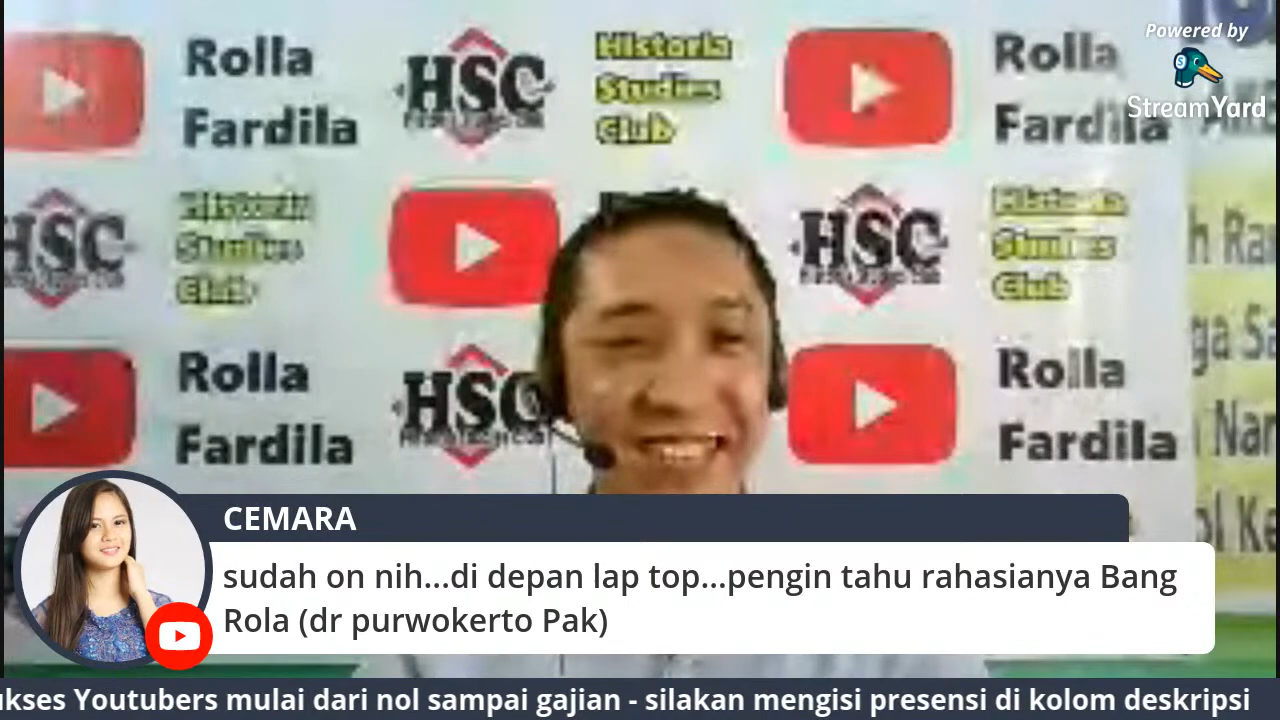 Powered by
StreamYard
Rolla
Fardila
HSC
Historia
Studies
Club
Rolla
Fardila
HSC
Historia
Studies
Club
HSC
Historia
Studies
Club
Rolla
Fardila
HSC
Rolla
Fardila
CEMARA
sudah on nih...di depan lap top...pengin tahu rahasianya Bang
Rola (dr purwokerto Pak)
ukses Youtubers mulai dari nol sampai gajian - silakan mengisi presensi di kolom deskripsi